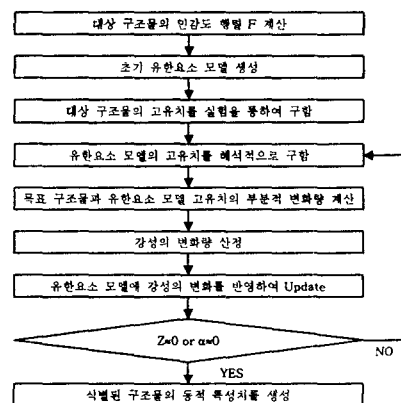 대상 구조물의 민감도 행렬 F 계산
초기 유한요소 모델 생성
대상 구조물의 고유치를 실험을 통하여 구함
유한요소 모델의 고유치를 해석적으로 구함
목표 구조물과 유한요소 모델 고유치의 부분적 변화량 계산
강성의 변화량 산정
유한요소 모델에 강성의 변화를 반영하여 Update
Z≈0 or α≈0
NO
YES
식별된 구조물의 동적 특성치를 생성